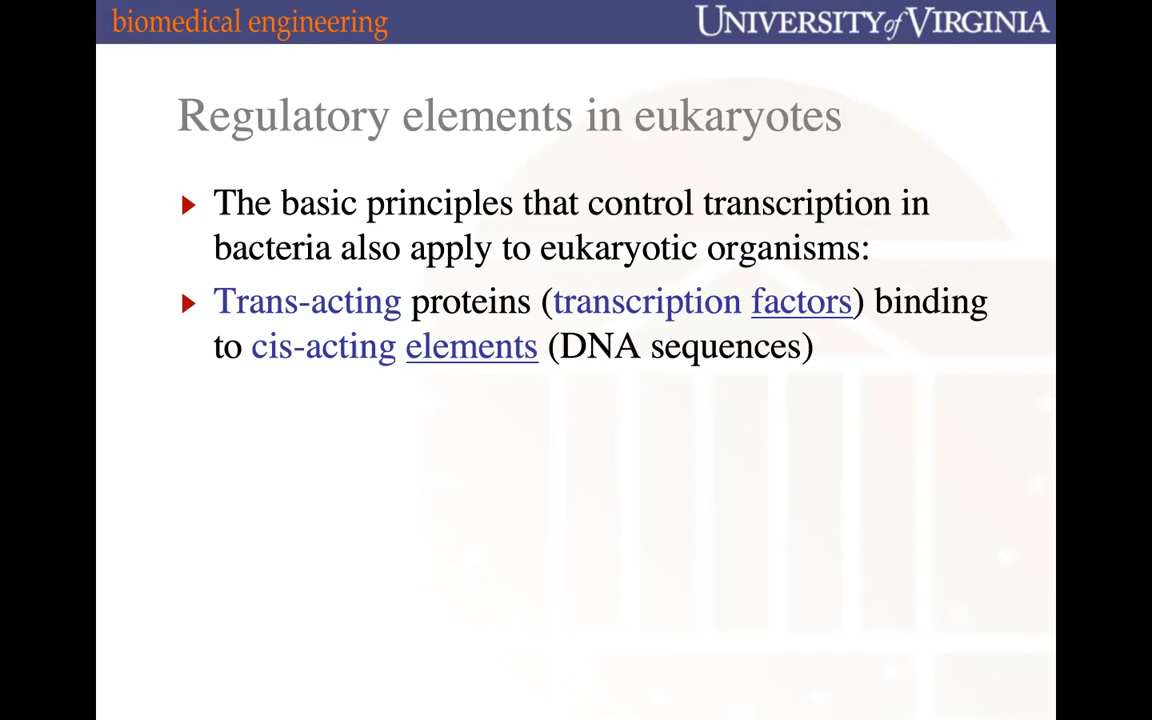 biomedical engineering
UNIVERSITY of VIRGINIA
Regulatory elements in eukaryotes
The basic principles that control transcription in
bacteria also apply to eukaryotic organisms:
Trans-acting proteins (transcription factors) binding
to cis-acting elements (DNA sequences)